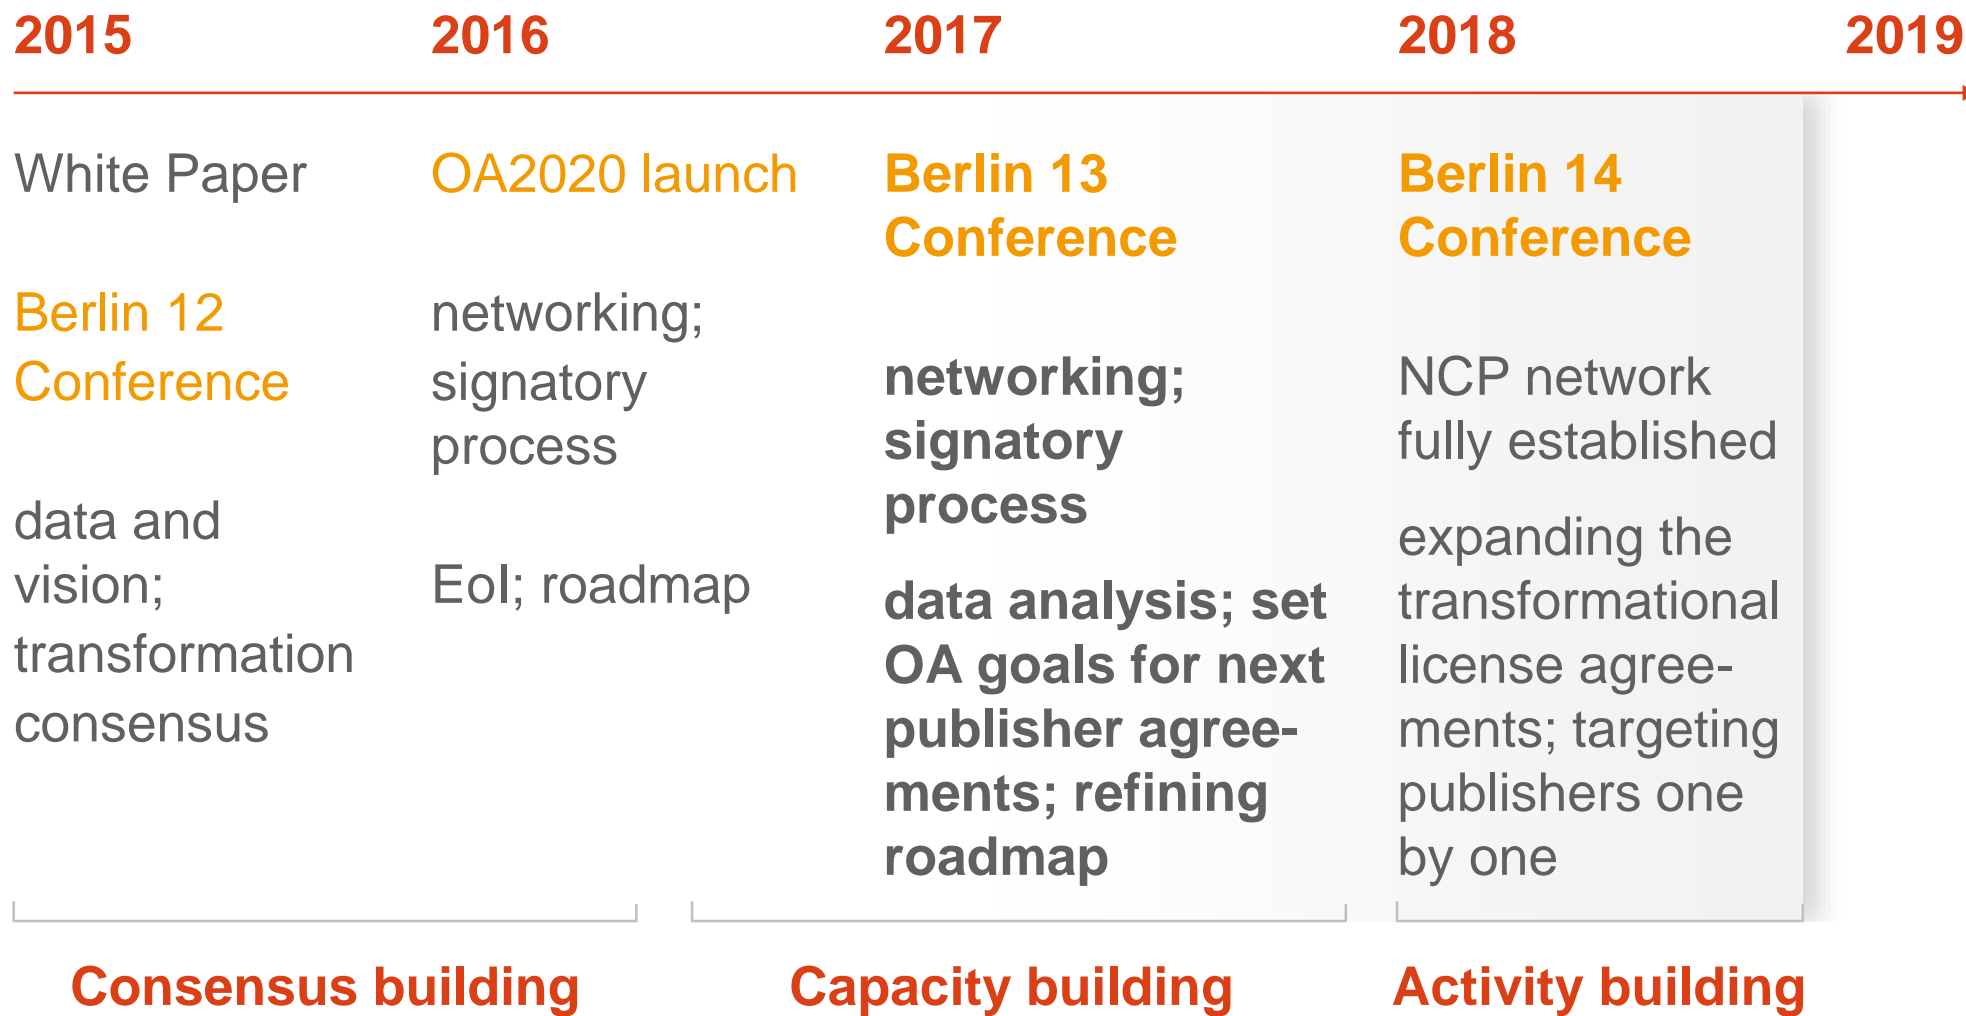 2015
2016
2017
2018
2019
White Paper
Berlin 12
Conference
data and
vision;
transformation
consensus
OA2020 launch
networking;
signatory
process
EoI; roadmap
Berlin 13
Conference
networking;
signatory
process
data analysis; set
OA goals for next
publisher agree-
ments; refining
roadmap
Berlin 14
Conference
NCP network
fully established
expanding the
transformational
license agree-
ments; targeting
publishers one
by one
Consensus building
Capacity building
Activity building